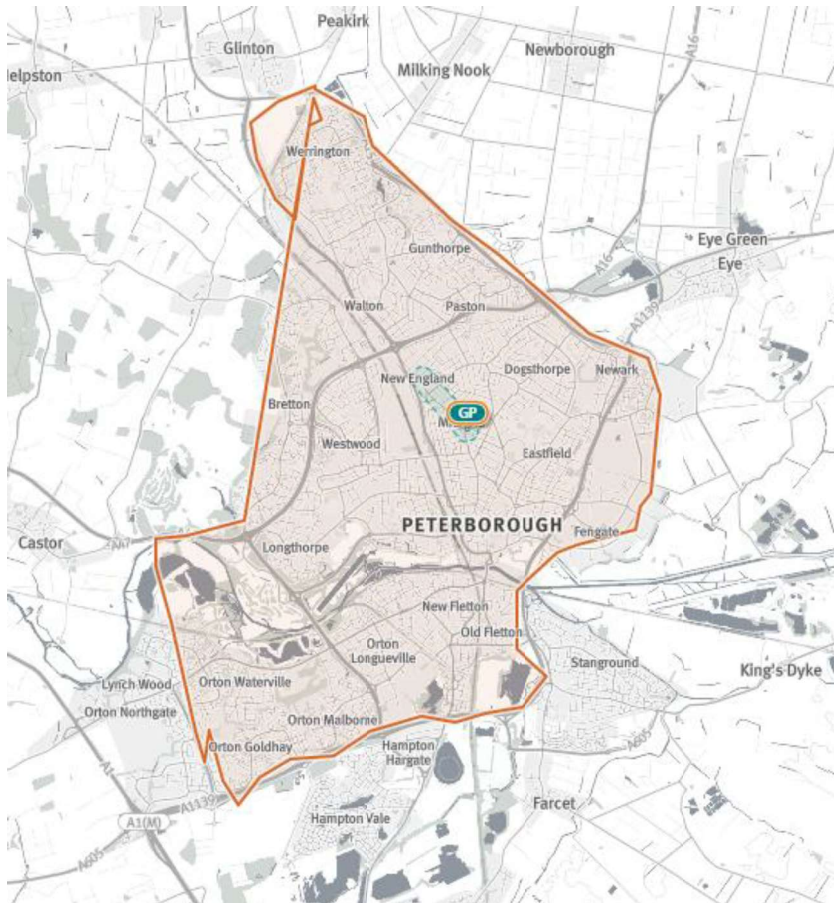 Peakirk
Glinton
Newborough
A16
elpston
Milking Nook
Werrington
Gunthorpe
Eye Green
Eye
A16
Walton
Paston
A1139
New England
Dogsthorpe
Newark
Bretton
GP
Westwood
Eastfield
PETERBOROUGH
Fengate
Castor
A47
Longthorpe
New Fletton
Old Fletton
Orton
Longueville
Stanground
King's Dyke
Lynch Wood
Orton Waterville
Orton Northgate
Orton Malborne
Orton Goldhay
Hampton
Hargate
A605
A1
A1139
Farcet
A1(M)
Hampton Vale
A605